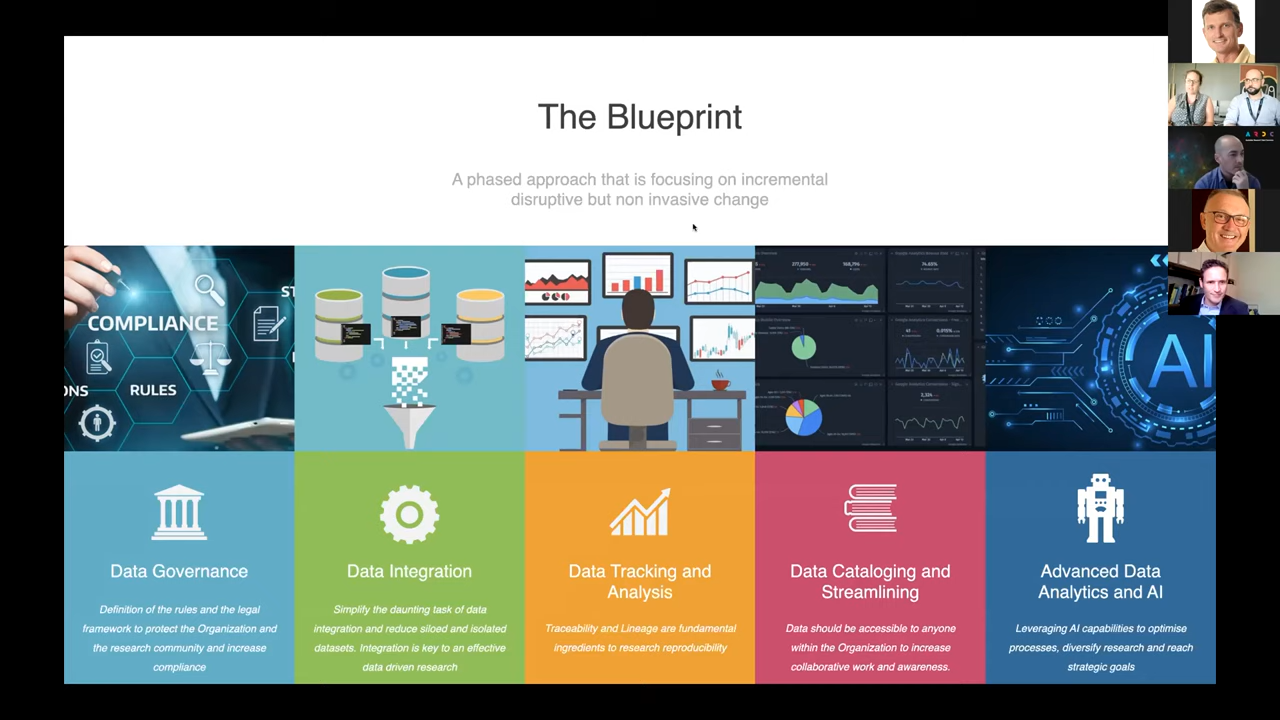 The Blueprint
A phased approach that is focusing on incremental
disruptive but non invasive change
COMPLIANCE
RULES
AI
Data Governance
Definition of the rules and the legal
framework to protect the Organization and
the research community and increase
compliance
Data Integration
Simplify the daunting task of data
integration and reduce siloed and isolated
datasets. Integration is key to an effective
data driven research
Data Tracking and
Analysis
Traceability and Lineage are fundamental
ingredients to research reproducibility
Data Cataloging and
Streamlining
Data should be accessible to anyone
within the Organization to increase
collaborative work and awareness.
Advanced Data
Analytics and AI
Leveraging AI capabilities to optimise
processes, diversify research and reach
strategic goals